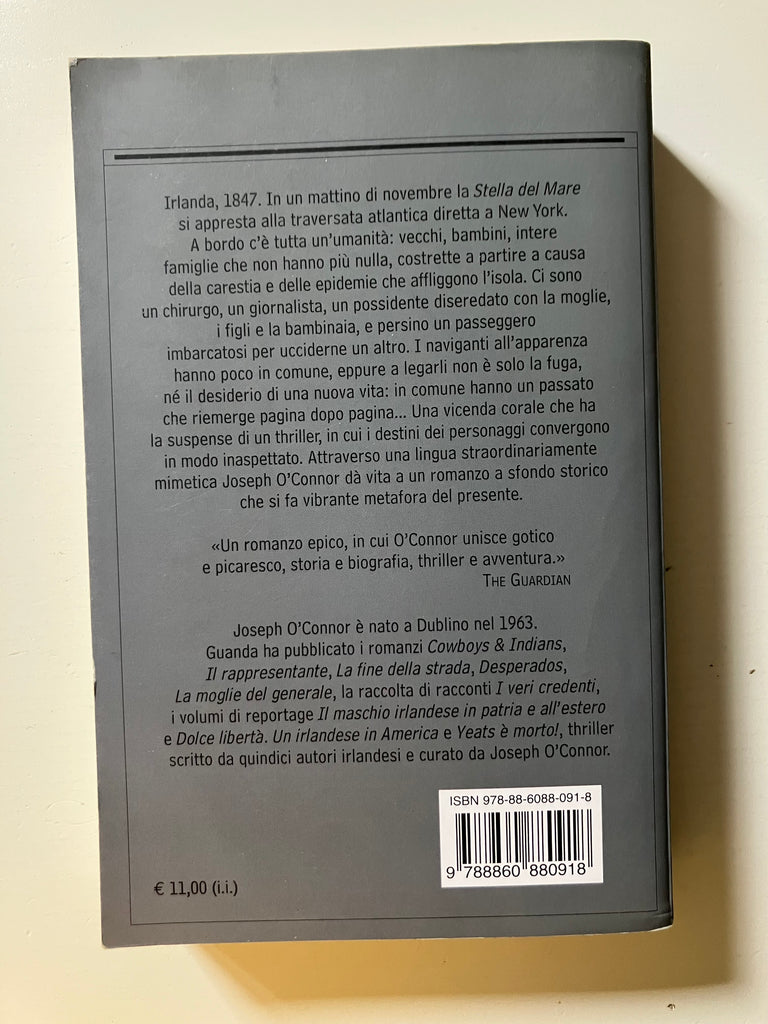 Irlanda, 1847. In un mattino di novembre la Stella del Mare
si appresta alla traversata atlantica diretta a New York.
A bordo c'è tutta un'umanità: vecchi, bambini, intere
famiglie che non hanno più nulla, costrette a partire a causa
della carestia e delle epidemie che affliggono l'isola. Ci sono
un chirurgo, un giornalista, un possidente diseredato con la moglie,
i figli e la bambinaia, e persino un passeggero
imbarcatosi per ucciderne un altro. I naviganti all'apparenza
hanno poco in comune, eppure a legarli non è solo la fuga,
né il desiderio di una nuova vita: in comune hanno un passato
che riemerge pagina dopo pagina... Una vicenda corale che ha
la suspense di un thriller, in cui i destini dei personaggi convergono
in modo inaspettato. Attraverso una lingua straordinariamente
mimetica Joseph O'Connor dà vita a un romanzo a sfondo storico
che si fa vibrante metafora del presente.
«Un romanzo epico, in cui O'Connor unisce gotico
e picaresco, storia e biografia, thriller e avventura.»
THE GUARDIAN
Joseph O'Connor è nato a Dublino nel 1963.
Guanda ha pubblicato i romanzi Cowboys & Indians,
Il rappresentante, La fine della strada, Desperados,
La moglie del generale, la raccolta di racconti I veri credenti,
i volumi di reportage Il maschio irlandese in patria e all'estero
e Dolce libertà. Un irlandese in America e Yeats è morto!, thriller
scritto da quindici autori irlandesi e curato da Joseph O'Connor.
ISBN 978-88-6088-091-8
9 788860 880918
€ 11,00 (i.i.)